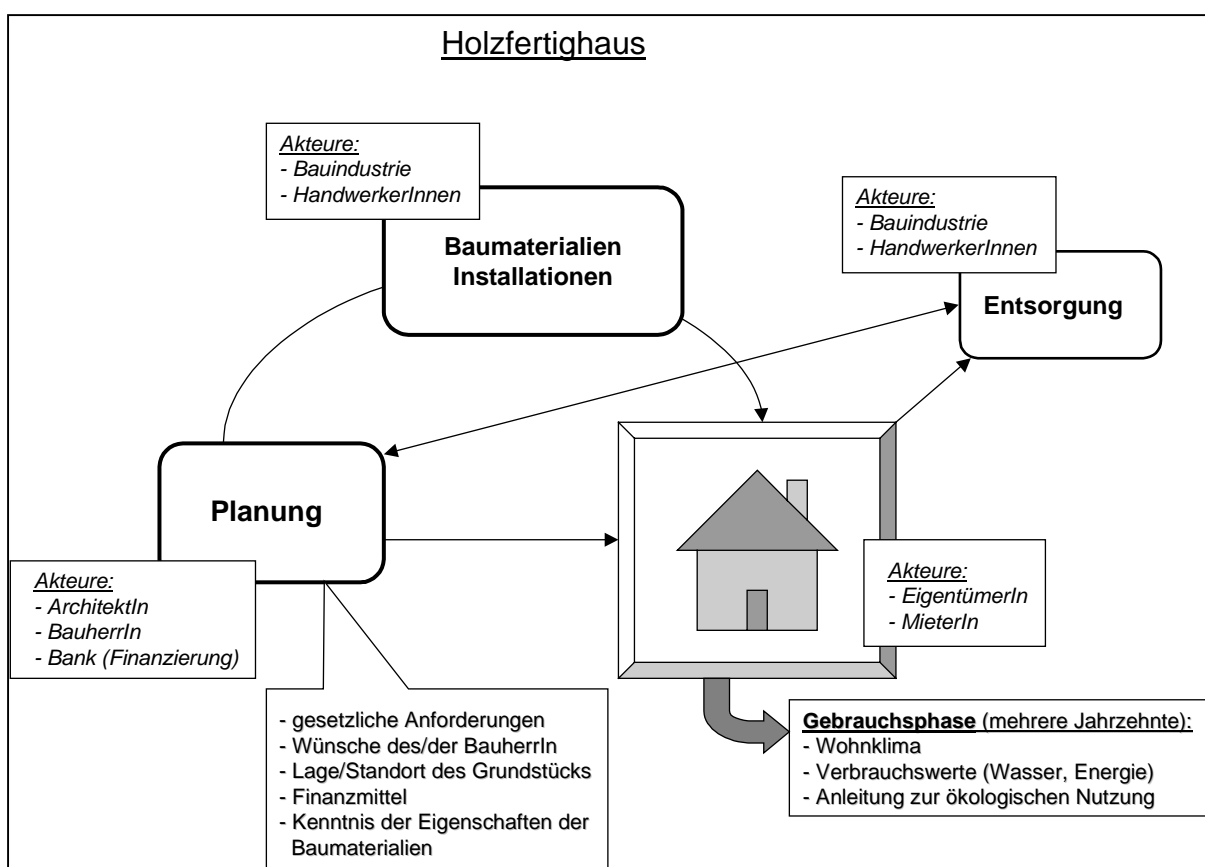 Holzfertighaus
Akteure:
- Bauindustrie
- HandwerkerInnen
Baumaterialien
Installationen
Akteure:
- Bauindustrie
- HandwerkerInnen
Entsorgung
Planung
Akteure:
- ArchitektIn
- BauherrIn
- Bank (Finanzierung)
Akteure:
- EigentümerIn
- MieterIn
- gesetzliche Anforderungen
- Wünsche des/der BauherrIn
- Lage/Standort des Grundstücks
- Finanzmittel
- Kenntnis der Eigenschaften der
Baumaterialien
Gebrauchsphase (mehrere Jahrzehnte):
- Wohnklima
- Verbrauchswerte (Wasser, Energie)
- Anleitung zur ökologischen Nutzung